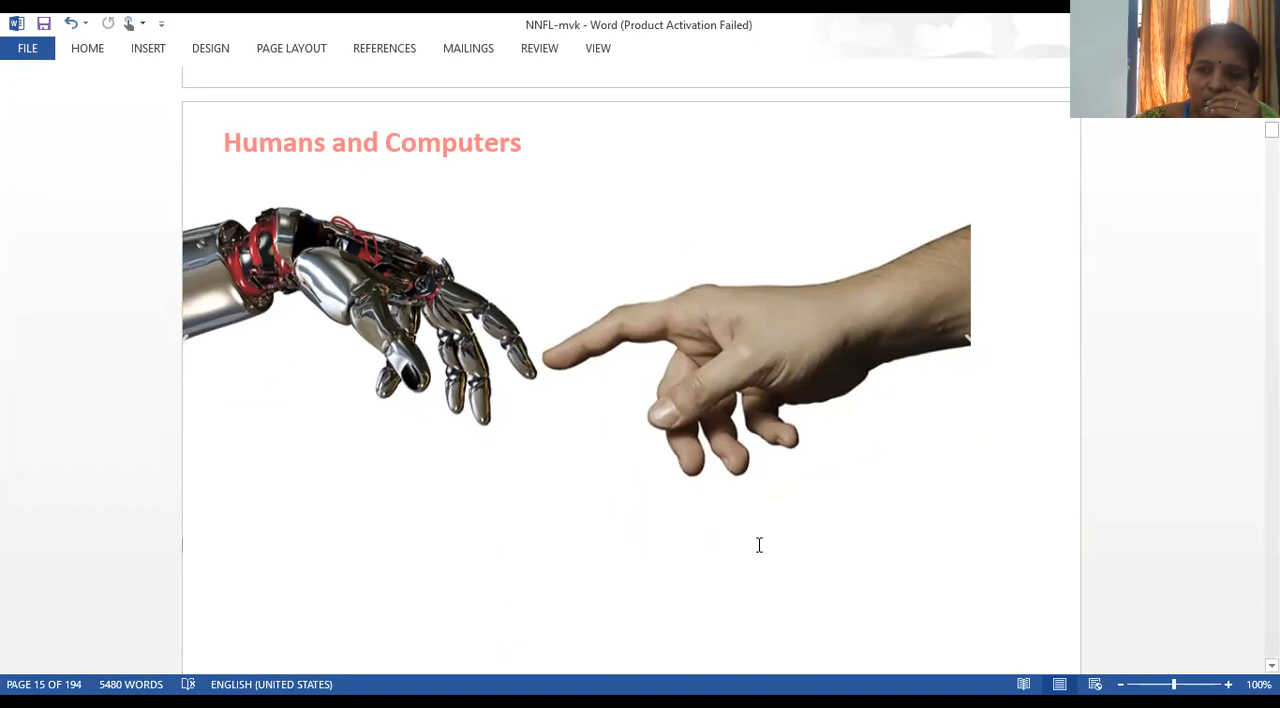 NNFL-mvk - Word (Product Activation Failed)
FILE HOME INSERT DESIGN PAGE LAYOUT REFERENCES MAILINGS REVIEW VIEW
Humans and Computers
PAGE 15 OF 194 5480 WORDS ENGLISH (UNITED STATES) 100%